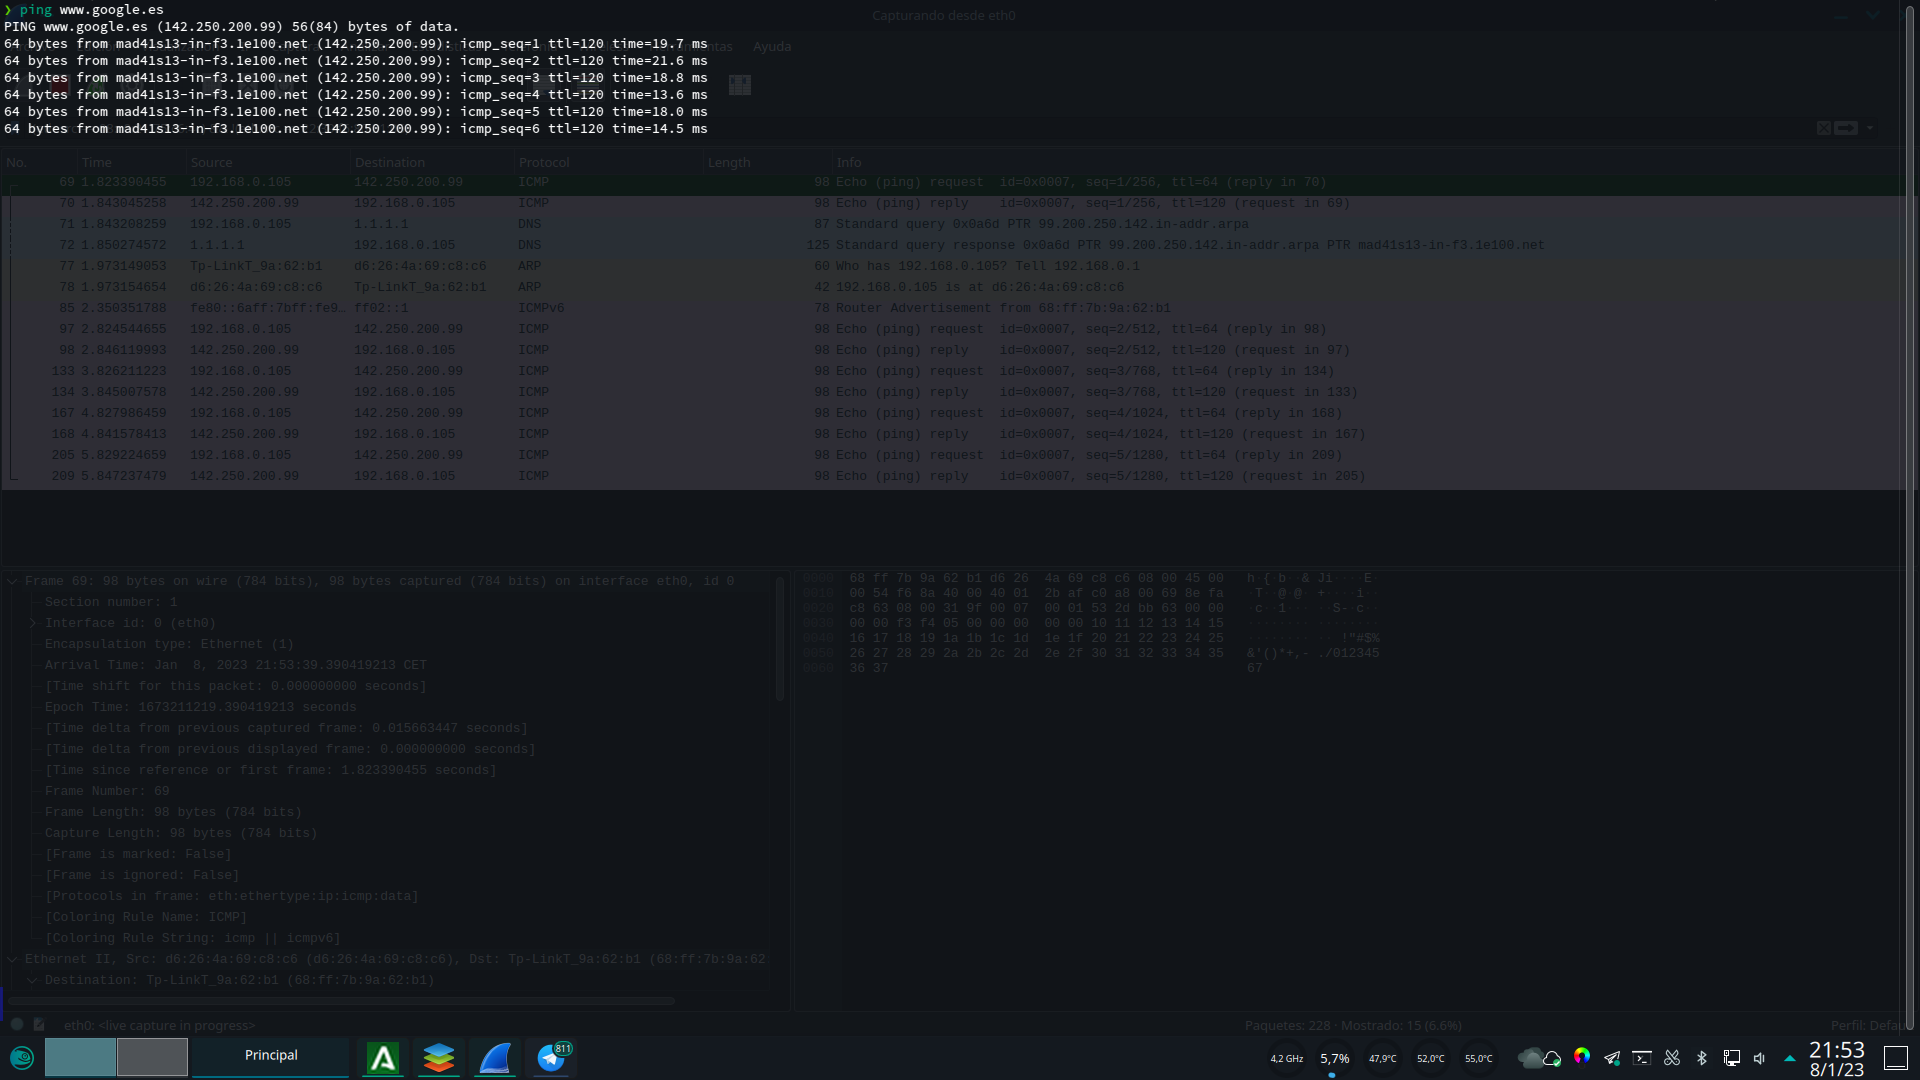 ❯ ping www.google.es
PING www.google.es (142.250.200.99) 56(84) bytes of data.
64 bytes from mad41s13-in-f3.1e100.net (142.250.200.99): icmp_seq=1 ttl=120 time=19.7 ms
64 bytes from mad41s13-in-f3.1e100.net (142.250.200.99): icmp_seq=2 ttl=120 time=21.6 ms
64 bytes from mad41s13-in-f3.1e100.net (142.250.200.99): icmp_seq=3 ttl=120 time=18.8 ms
64 bytes from mad41s13-in-f3.1e100.net (142.250.200.99): icmp_seq=4 ttl=120 time=13.6 ms
64 bytes from mad41s13-in-f3.1e100.net (142.250.200.99): icmp_seq=5 ttl=120 time=18.0 ms
64 bytes from mad41s13-in-f3.1e100.net (142.250.200.99): icmp_seq=6 ttl=120 time=14.5 ms
Capturando desde eth0
Ayuda
No. Time Source Destination Protocol Length Info
69 1.823390455 192.168.0.105 142.250.200.99 ICMP 98 Echo (ping) request id=0x0007, seq=1/256, ttl=64 (reply in 70)
70 1.843045258 142.250.200.99 192.168.0.105 ICMP 98 Echo (ping) reply id=0x0007, seq=1/256, ttl=120 (request in 69)
71 1.843208259 192.168.0.105 1.1.1.1 DNS 87 Standard query 0x0a6d PTR 99.200.250.142.in-addr.arpa
72 1.850274572 1.1.1.1 192.168.0.105 DNS 125 Standard query response 0x0a6d PTR 99.200.250.142.in-addr.arpa PTR mad41s13-in-f3.1e100.net
77 1.973149053 Tp-LinkT_9a:62:b1 d6:26:4a:69:c8:c6 ARP 60 Who has 192.168.0.105? Tell 192.168.0.1
78 1.973154654 d6:26:4a:69:c8:c6 Tp-LinkT_9a:62:b1 ARP 42 192.168.0.105 is at d6:26:4a:69:c8:c6
85 2.350351788 fe80::6aff:7bff:fe9… ff02::1 ICMPv6 78 Router Advertisement from 68:ff:7b:9a:62:b1
97 2.824544655 192.168.0.105 142.250.200.99 ICMP 98 Echo (ping) request id=0x0007, seq=2/512, ttl=64 (reply in 98)
98 2.846119993 142.250.200.99 192.168.0.105 ICMP 98 Echo (ping) reply id=0x0007, seq=2/512, ttl=120 (request in 97)
133 3.826211223 192.168.0.105 142.250.200.99 ICMP 98 Echo (ping) request id=0x0007, seq=3/768, ttl=64 (reply in 134)
134 3.845007578 142.250.200.99 192.168.0.105 ICMP 98 Echo (ping) reply id=0x0007, seq=3/768, ttl=120 (request in 133)
167 4.827986459 192.168.0.105 142.250.200.99 ICMP 98 Echo (ping) request id=0x0007, seq=4/1024, ttl=64 (reply in 168)
168 4.841578413 142.250.200.99 192.168.0.105 ICMP 98 Echo (ping) reply id=0x0007, seq=4/1024, ttl=120 (request in 167)
205 5.829224659 192.168.0.105 142.250.200.99 ICMP 98 Echo (ping) request id=0x0007, seq=5/1280, ttl=64 (reply in 209)
209 5.847237479 142.250.200.99 192.168.0.105 ICMP 98 Echo (ping) reply id=0x0007, seq=5/1280, ttl=120 (request in 205)
Frame 69: 98 bytes on wire (784 bits), 98 bytes captured (784 bits) on interface eth0, id 0
Section number: 1
Interface id: 0 (eth0)
Encapsulation type: Ethernet (1)
Arrival Time: Jan 8, 2023 21:53:39.390419213 CET
[Time shift for this packet: 0.000000000 seconds]
Epoch Time: 1673211219.390419213 seconds
[Time delta from previous captured frame: 0.015663447 seconds]
[Time delta from previous displayed frame: 0.000000000 seconds]
[Time since reference or first frame: 1.823390455 seconds]
Frame Number: 69
Frame Length: 98 bytes (784 bits)
Capture Length: 98 bytes (784 bits)
[Frame is marked: False]
[Frame is ignored: False]
[Protocols in frame: eth:ethertype:ip:icmp:data]
[Coloring Rule Name: ICMP]
[Coloring Rule String: icmp || icmpv6]
Ethernet II, Src: d6:26:4a:69:c8:c6 (d6:26:4a:69:c8:c6), Dst: Tp-LinkT_9a:62:b1 (68:ff:7b:9a:62
Destination: Tp-LinkT_9a:62:b1 (68:ff:7b:9a:62:b1)
0000 68 ff 7b 9a 62 b1 d6 26 4a 69 c8 c6 08 00 45 00 h·{·b··& Ji····E·
0010 00 54 f6 8a 40 00 40 01 2b af c0 a8 00 69 8e fa ·T··@·@· +····i··
0020 c8 63 08 00 31 9f 00 07 00 01 53 2d bb 63 00 00 ·c··1··· ··S-·c··
0030 00 00 f3 f4 05 00 00 00 00 00 10 11 12 13 14 15 ········ ········
0040 16 17 18 19 1a 1b 1c 1d 1e 1f 20 21 22 23 24 25 ········ ·· !"#$%
0050 26 27 28 29 2a 2b 2c 2d 2e 2f 30 31 32 33 34 35 &'()*+,- ./012345
0060 36 37 67
eth0: <live capture in progress>
Paquetes: 228 · Mostrado: 15 (6.6%)
Perfil: Defau
Principal
811
4,2 GHz
5,7%
47,9°C
52,0°C
55,0°C
21:53
8/1/23